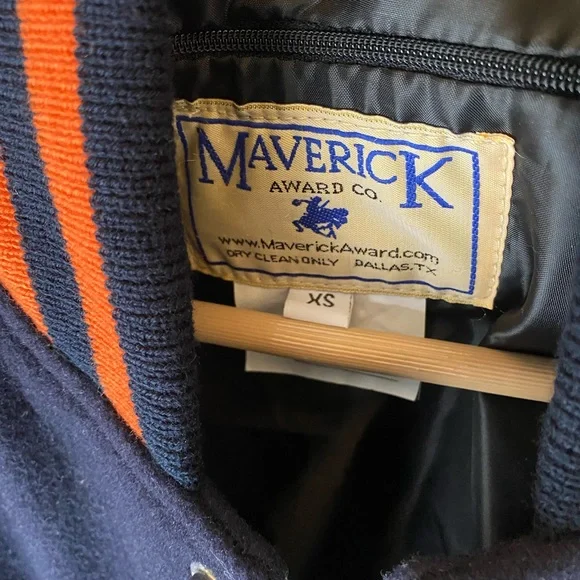 MAVERICK
AWARD CO.
www.MaverickAward.com
DRY CLEAN ONLY DALLAS, TX
XS